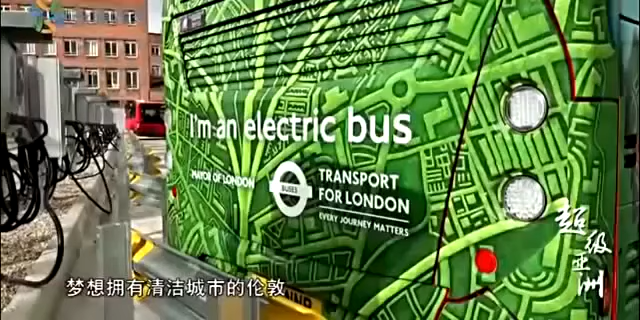 I'm an electric bus
MAYOR OF LONDON
BUSES
TRANSPORT
FOR LONDON
EVERY JOURNEY MATTERS
超级亚洲
梦想拥有清洁城市的伦敦